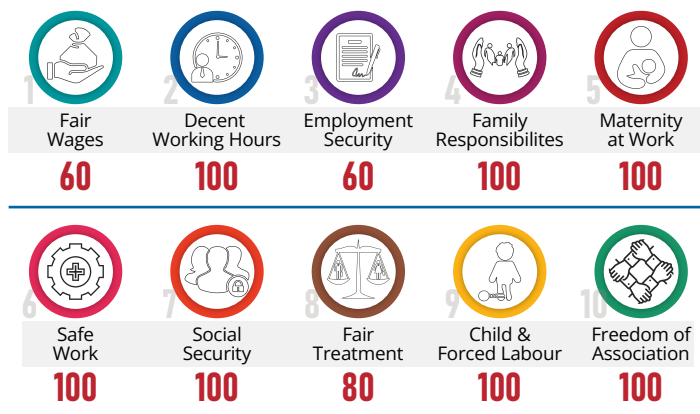 1
2
3
4
5
Fair
Wages
Decent
Working Hours
Employment
Security
Family
Responsibilites
Maternity
at Work
60
100
60
100
100
6
7
8
9
10
Safe
Work
Social
Security
Fair
Treatment
Child &
Forced Labour
Freedom of
Association
100
100
80
100
100